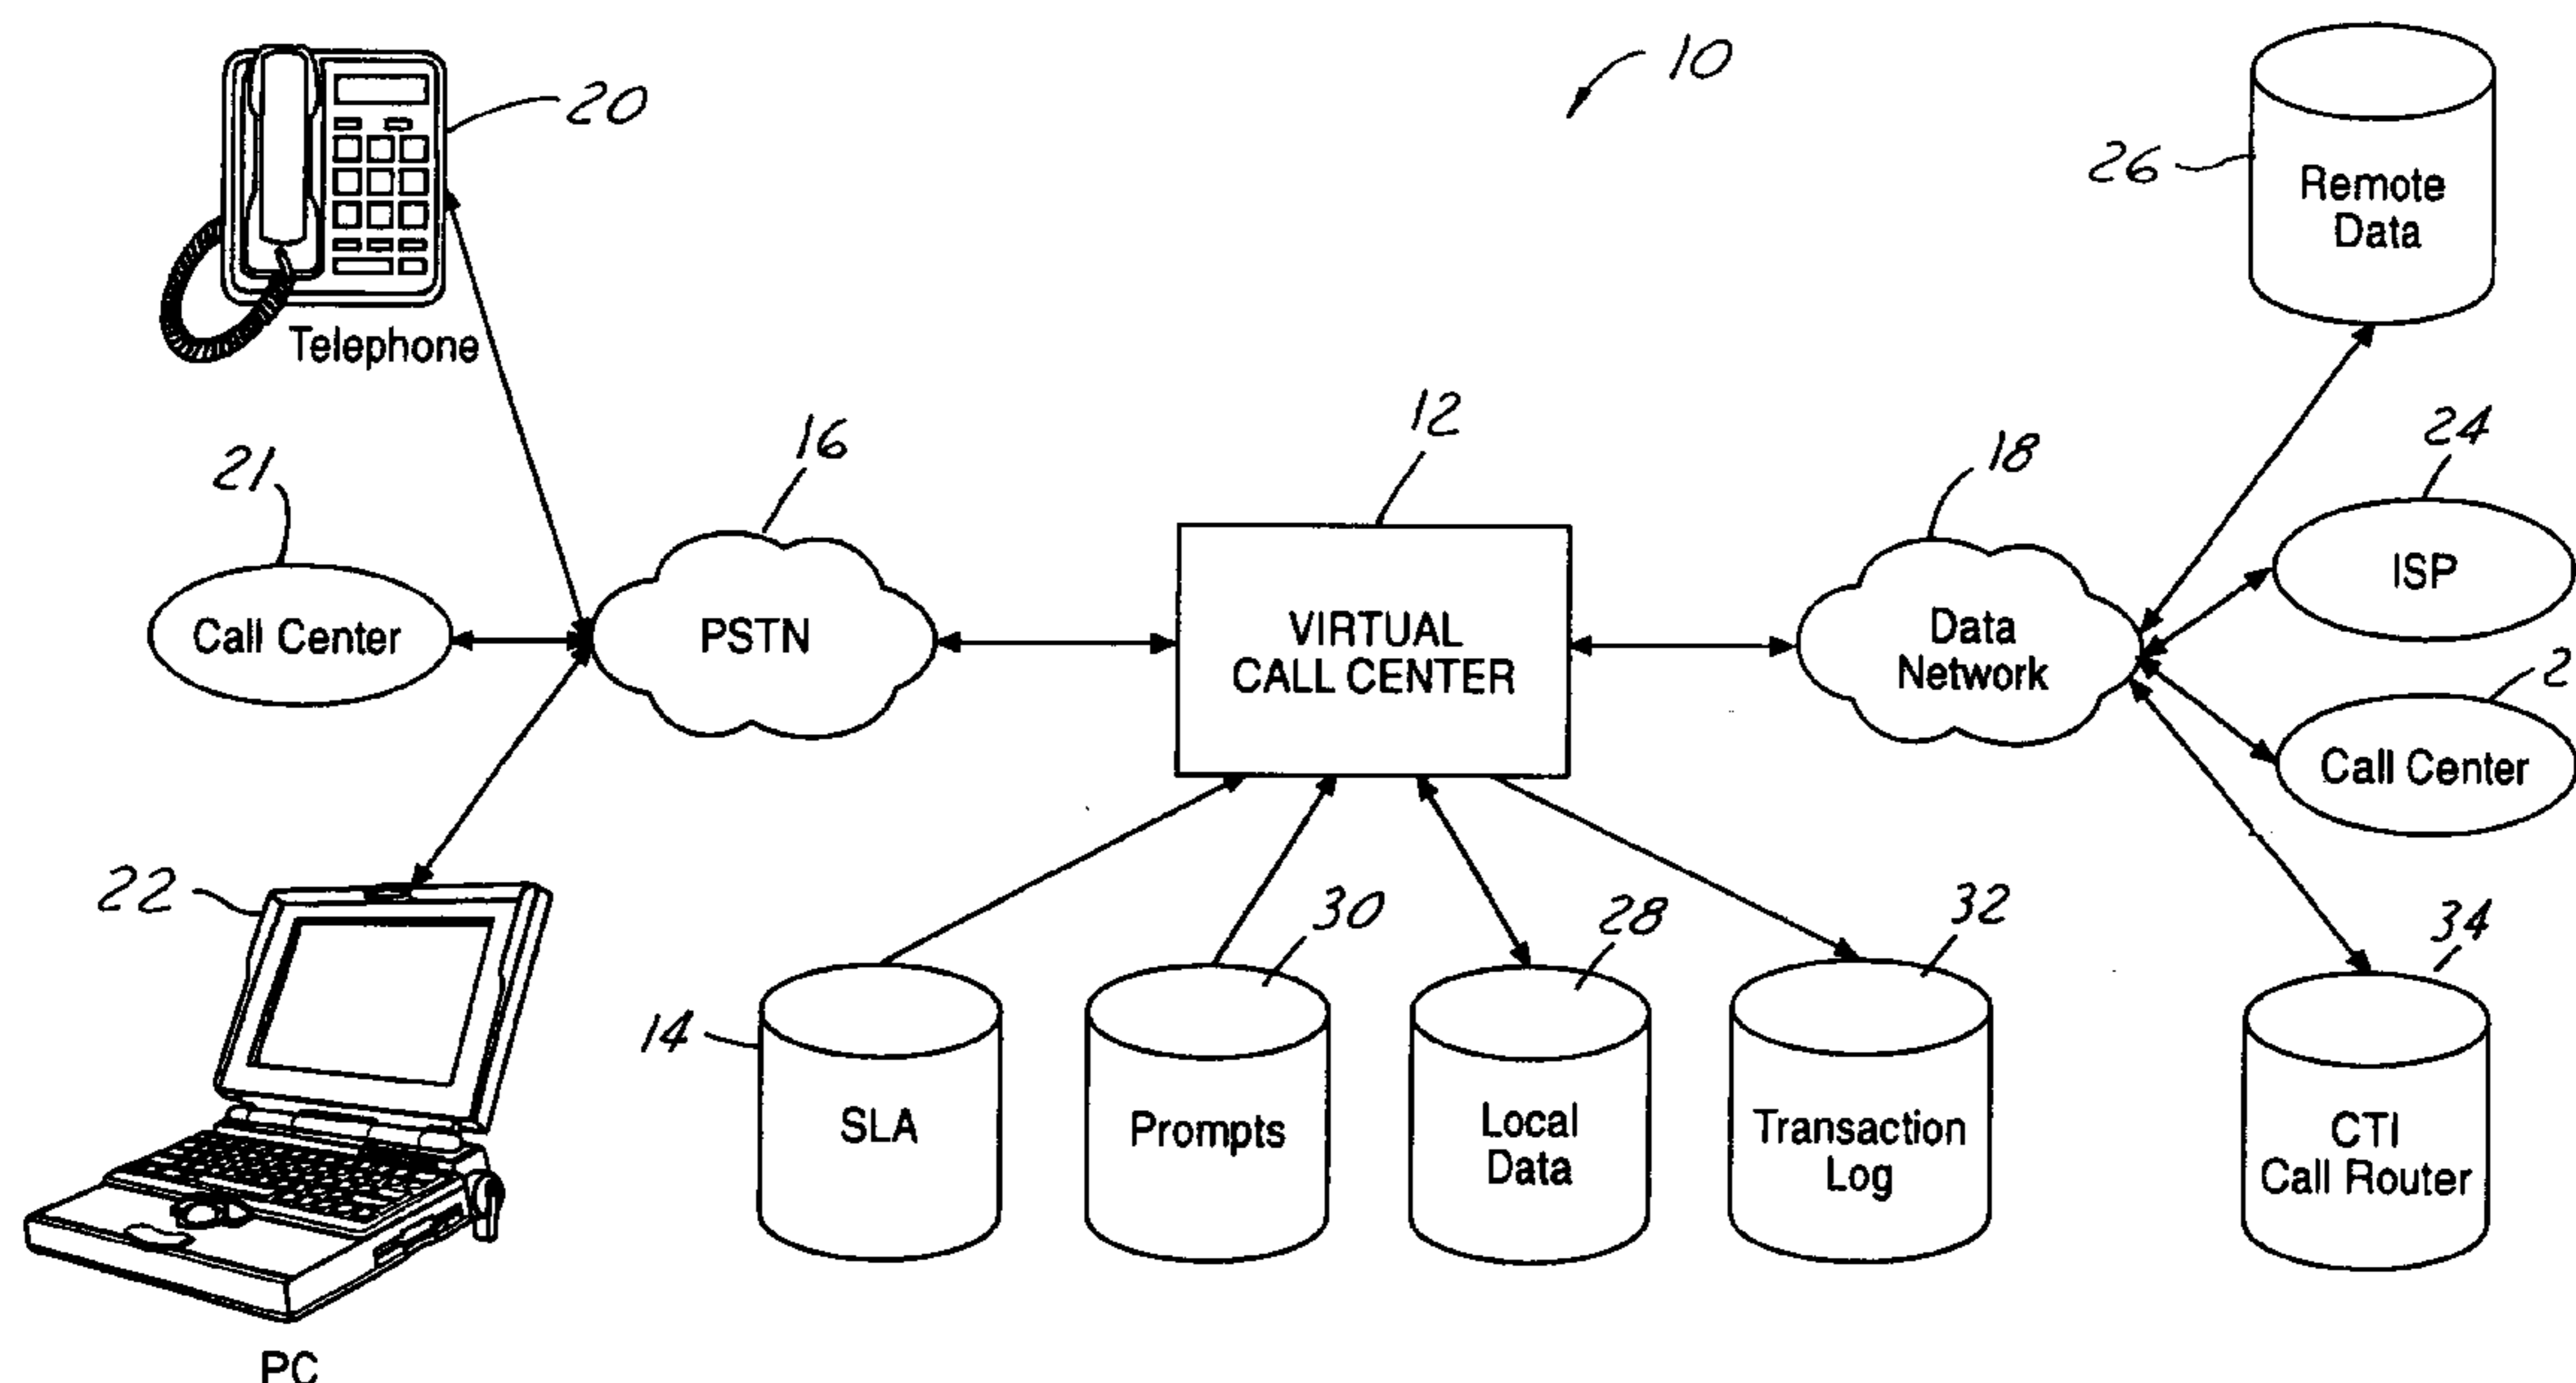 10
20
26
Remote
Data
Telephone
12
16
24
21
18
ISP
Call Center
PSTN
VIRTUAL
CALL CENTER
Data
Network
2
Call Center
22
30
28
32
34
14
SLA
Prompts
Local
Data
Transaction
Log
CTI
Call Router
PC